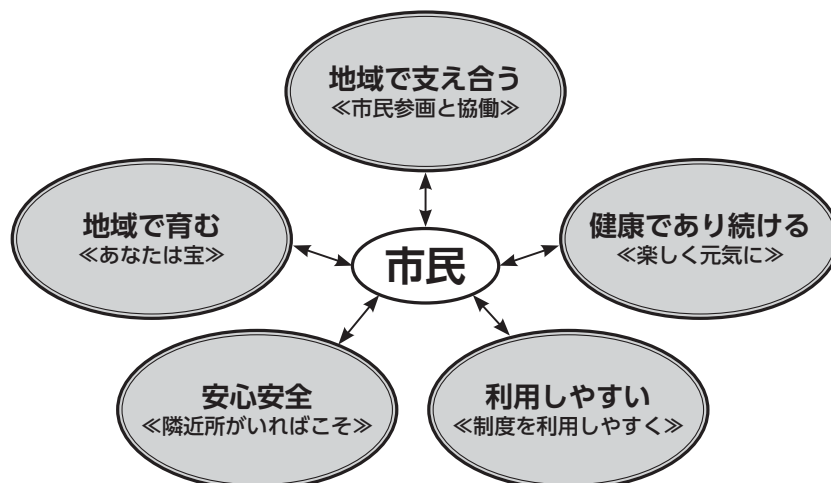 地域で支え合う
≪市民参画と協働≫
地域で育む
≪あなたは宝≫
健康であり続ける
≪楽しく元気に≫
市民
安心安全
≪隣近所がいればこそ≫
利用しやすい
≪制度を利用しやすく≫